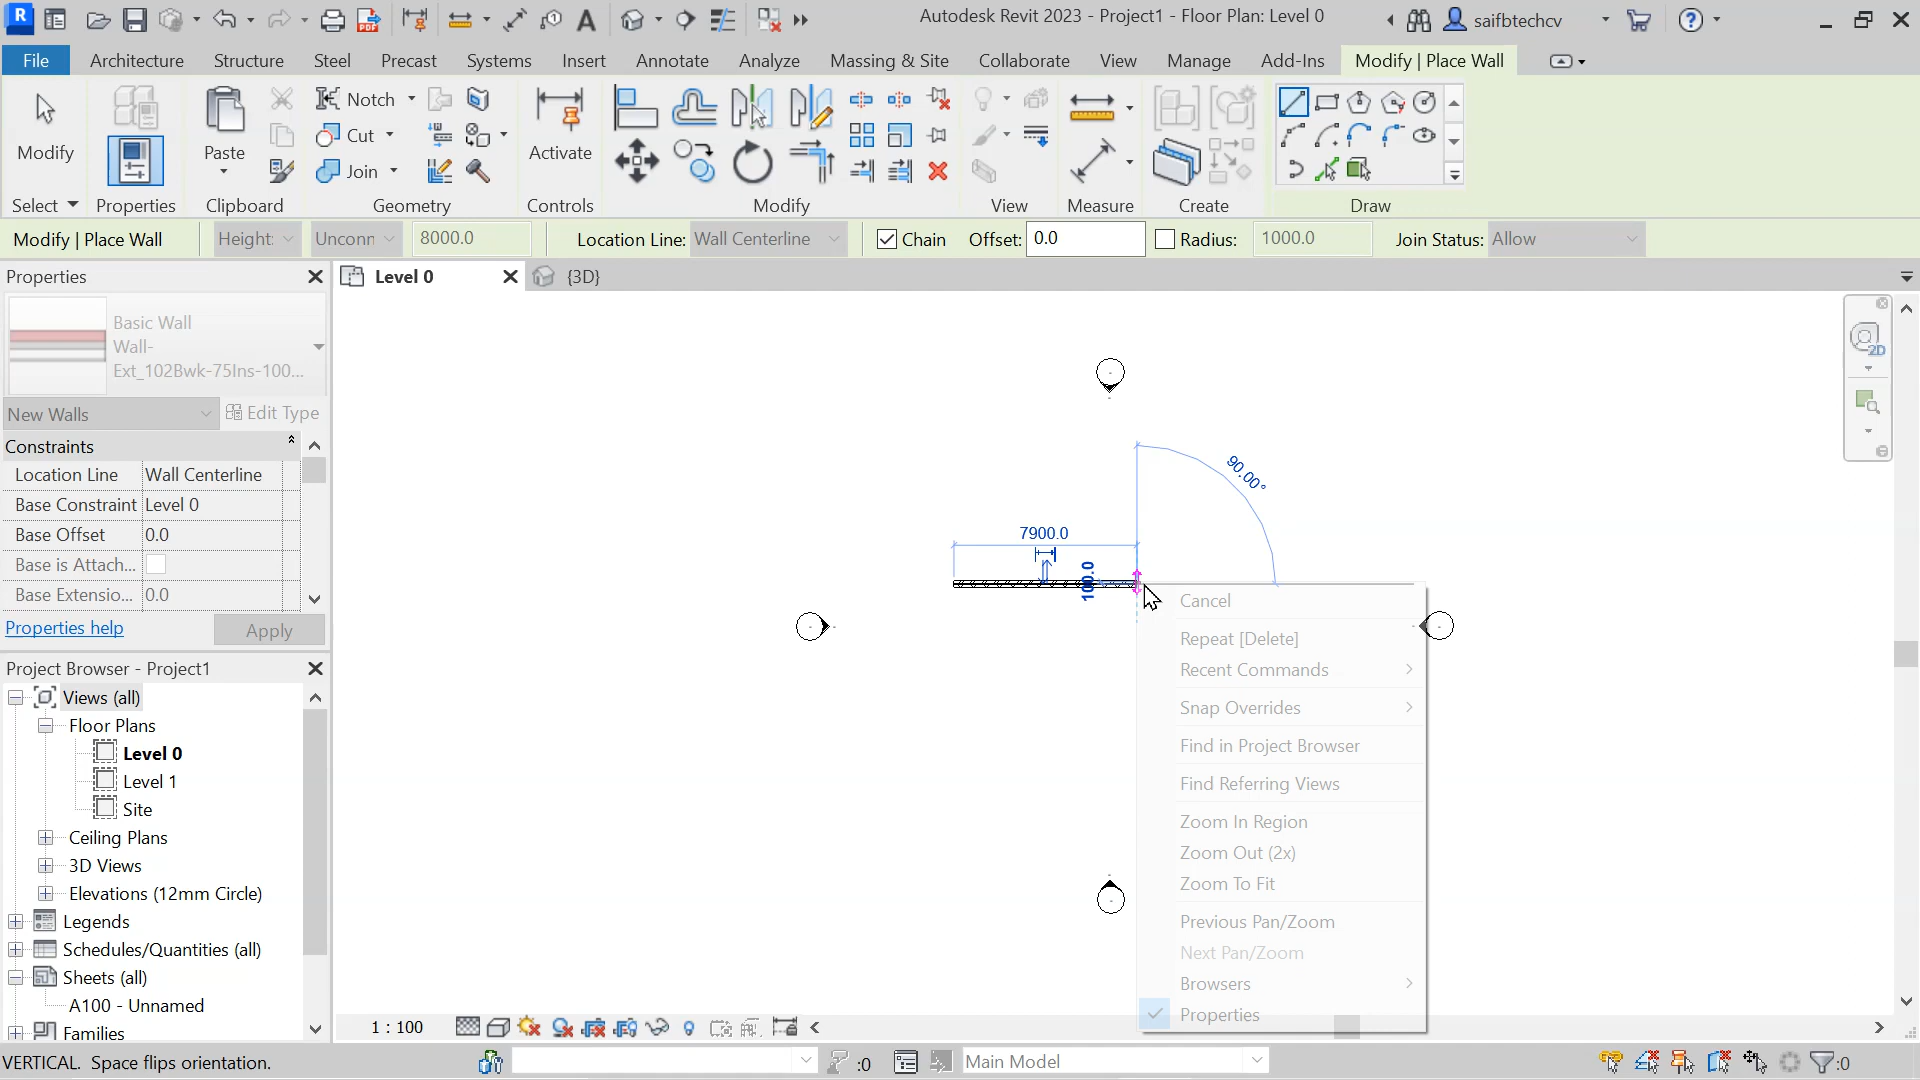 Autodesk Revit 2023 - Project1 - Floor Plan: Level 0
saifbtechcv
File Architecture Structure Steel Precast Systems Insert Annotate Analyze Massing & Site Collaborate View Manage Add-Ins Modify | Place Wall
Notch
Cut
Join
Modify
Paste
Activate
Select Properties Clipboard Geometry Controls Modify View Measure Create Draw
Modify | Place Wall Height: Unconn 8000.0 Location Line: Wall Centerline Chain Offset: 0.0 Radius: 1000.0 Join Status: Allow
Properties
Level 0
{3D}
Basic Wall
Wall-
Ext_102Bwk-75Ins-100...
New Walls
Edit Type
Constraints
Location Line Wall Centerline
Base Constraint Level 0
Base Offset 0.0
Base is Attach...
Base Extensio... 0.0
Properties help
Apply
2D
90.00°
7900.0
100.0
Cancel
Repeat [Delete]
Recent Commands
Snap Overrides
Find in Project Browser
Find Referring Views
Zoom In Region
Zoom Out (2x)
Zoom To Fit
Previous Pan/Zoom
Next Pan/Zoom
Browsers
Properties
Project Browser - Project1
Views (all)
Floor Plans
Level 0
Level 1
Site
Ceiling Plans
3D Views
Elevations (12mm Circle)
Legends
Schedules/Quantities (all)
Sheets (all)
A100 - Unnamed
Families
1 : 100
VERTICAL. Space flips orientation.
:0
Main Model
:0